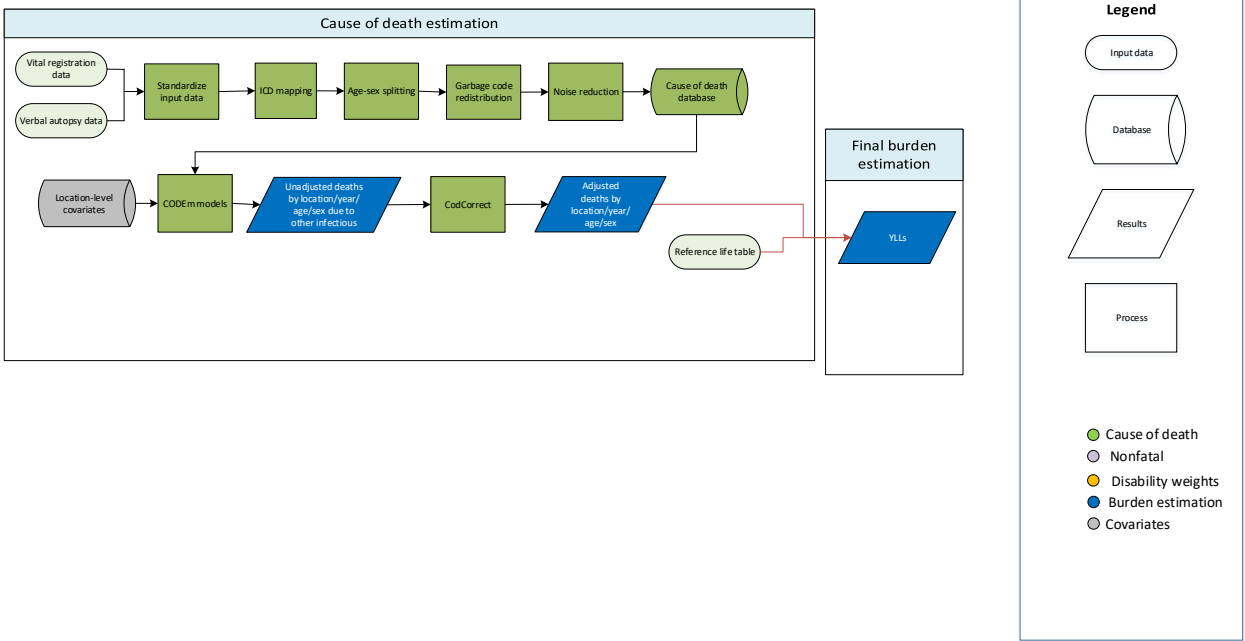 Cause of death estimation
Vital registration
data
Verbal autopsy data
Standardize
input data
ICD mapping
Age-sex splitting
Garbage code
redistribution
Noise reduction
Cause of death
database
Location-level
covariates
CODEm models
Unadjusted deaths
by location/year/
age/sex due to
other infectious
CodCorrect
Adjusted
deaths by
location/year/
age/sex
Reference life table
Final burden
estimation
YLLs
Legend
Input data
Database
Results
Process
Cause of death
Nonfatal
Disability weights
Burden estimation
Covariates